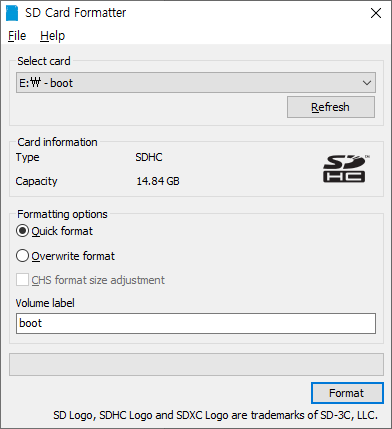 SD Card Formatter
File Help
Select card
E:₩ - boot
Refresh
Card information
Type SDHC
Capacity 14.84 GB
SD HC ™
Formatting options
Quick format
Overwrite format
CHS format size adjustment
Volume label
boot
Format
SD Logo, SDHC Logo and SDXC Logo are trademarks of SD-3C, LLC.